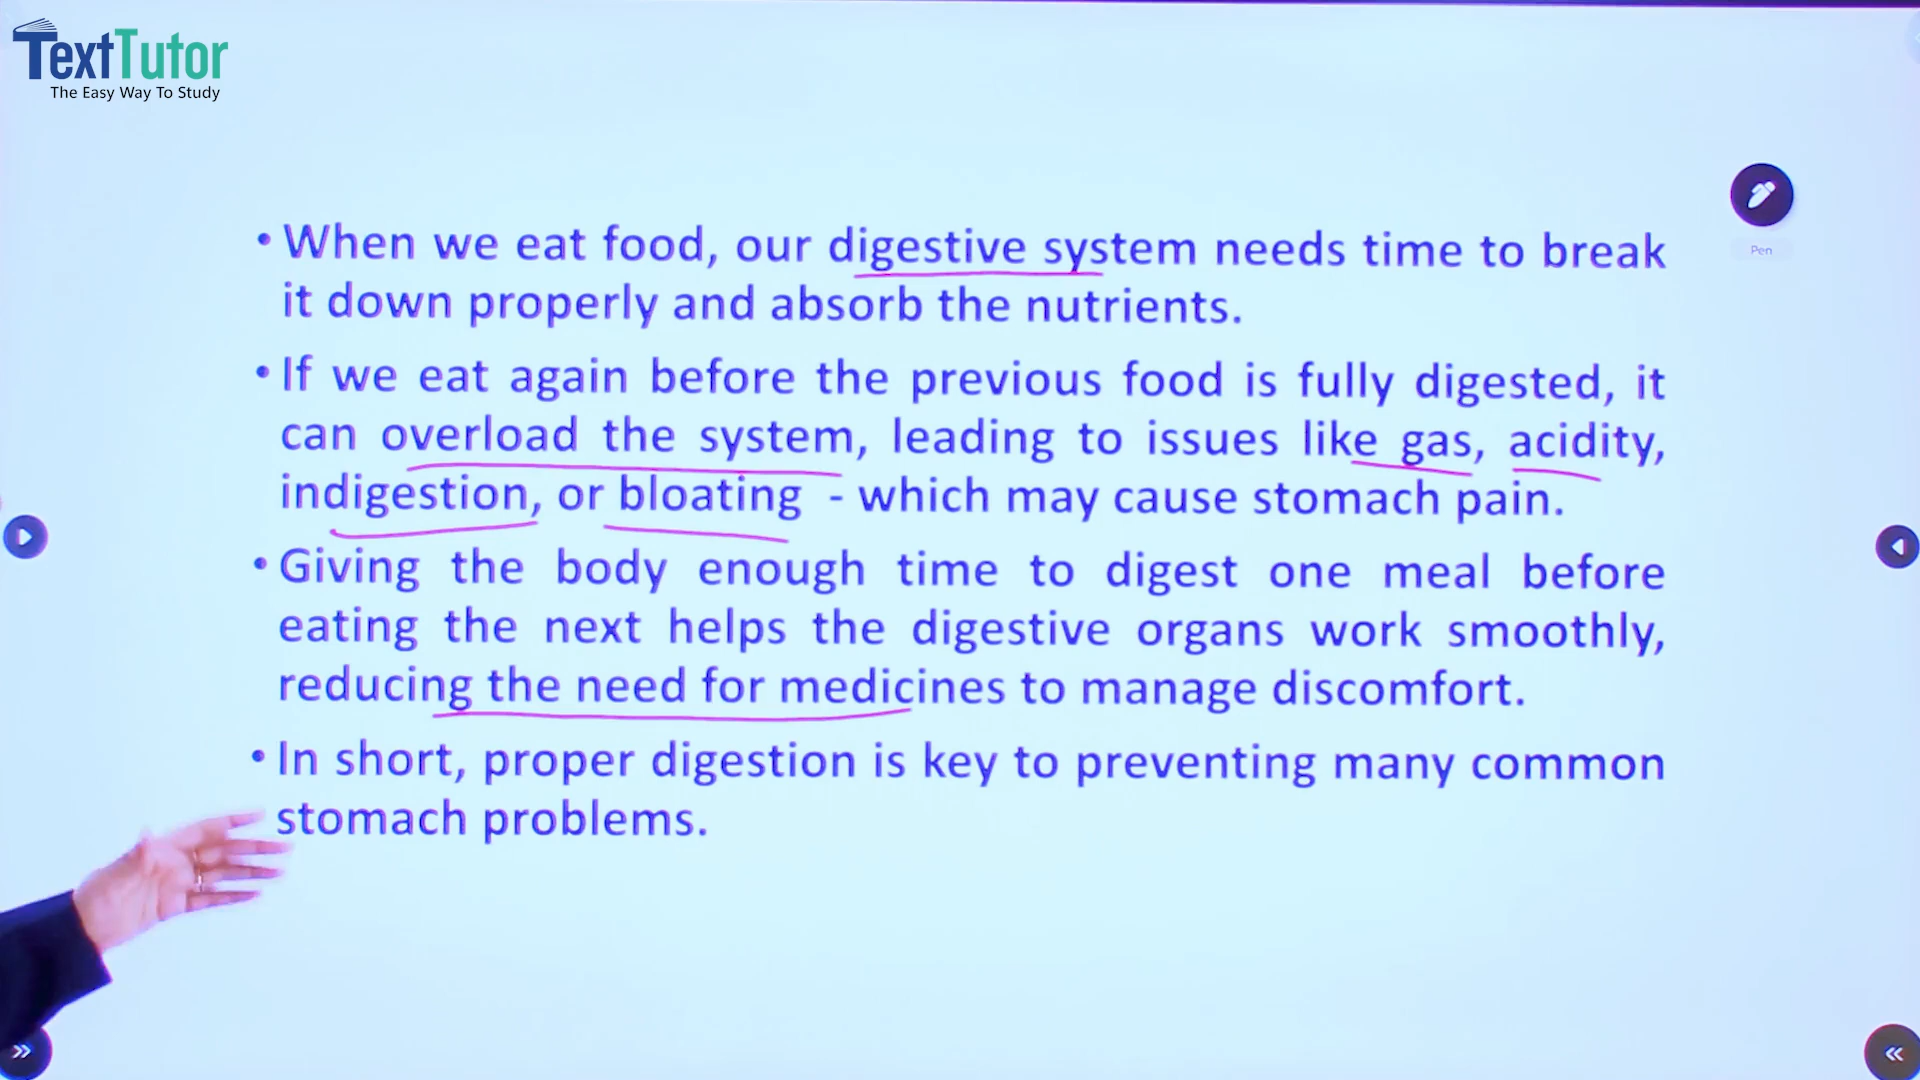 TextTutor
The Easy Way To Study
• When we eat food, our digestive system needs time to break
it down properly and absorb the nutrients.
• If we eat again before the previous food is fully digested, it
can overload the system, leading to issues like gas, acidity,
indigestion, or bloating - which may cause stomach pain.
• Giving the body enough time to digest one meal before
eating the next helps the digestive organs work smoothly,
reducing the need for medicines to manage discomfort.
• In short, proper digestion is key to preventing many common
stomach problems.
Pen